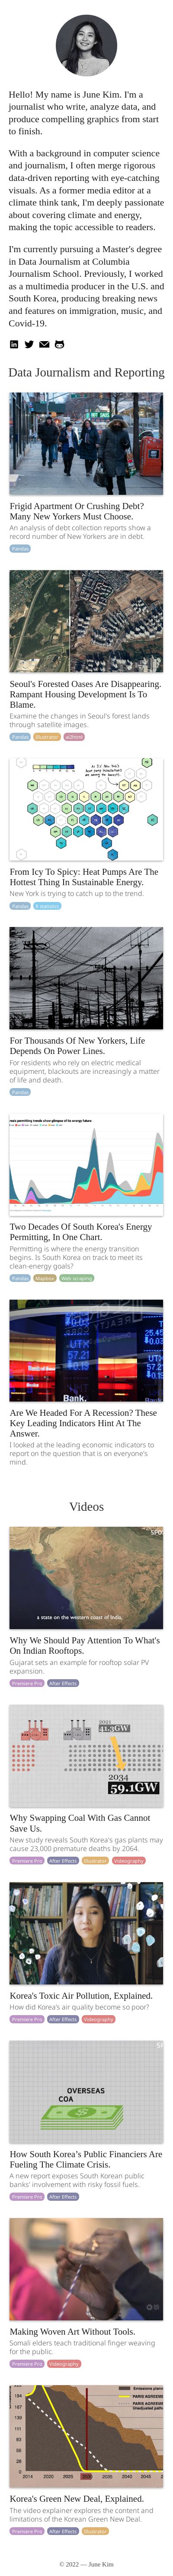 Hello! My name is June Kim. I'm a
journalist who write, analyze data, and
produce compelling graphics from start
to finish.
With a background in computer science
and journalism, I often merge rigorous
data-driven reporting with eye-catching
visuals. As a former media editor at a
climate think tank, I'm deeply passionate
about covering climate and energy,
making the topic accessible to readers.
I'm currently pursuing a Master's degree
in Data Journalism at Columbia
Journalism School. Previously, I worked
as a multimedia producer in the U.S. and
South Korea, producing breaking news
and features on immigration, music, and
Covid-19.
Data Journalism and Reporting
Frigid Apartment Or Crushing Debt?
Many New Yorkers Must Choose.
An analysis of debt collection reports show a
record number of New Yorkers are in debt.
Pandas
Seoul's Forested Oases Are Disappearing.
Rampant Housing Development Is To
Blame.
Examine the changes in Seoul's forest lands
through satellite images.
Pandas Illustrator ai2html
From Icy To Spicy: Heat Pumps Are The
Hottest Thing In Sustainable Energy.
New York is trying to catch up to the trend.
Pandas
For Thousands Of New Yorkers, Life
Depends On Power Lines.
For residents who rely on electric medical
equipment, blackouts are increasingly a matter
of life and death.
Pandas
Two Decades Of South Korea's Energy
Permitting, In One Chart.
Permitting is where the energy transition
begins. Is South Korea on track to meet its
clean-energy goals?
Pandas Mapbox Web scraping
Bank.
Are We Headed For A Recession? These
Key Leading Indicators Hint At The
Answer.
I looked at the leading economic indicators to
report on the question that is on everyone's
mind.
Videos
a state on the western coast of India,
Why We Should Pay Attention To What's
On Indian Rooftops.
Gujarat sets an example for rooftop solar PV
expansion.
Premiere Pro After Effects
2034
59.1GW
Why Swapping Coal With Gas Cannot
Save Us.
New study reveals South Korea's gas plants may
cause 23,000 premature deaths by 2064.
Premiere Pro After Effects Illustrator Videography
Korea's Toxic Air Pollution, Explained.
How did Korea's air quality become so poor?
Premiere Pro After Effects Videography
OVERSEAS
COA
How South Korea's Public Financiers Are
Fueling The Climate Crisis.
A new report exposes South Korean public
banks' involvement with risky fossil fuels.
Premiere Pro After Effects
Making Woven Art Without Tools.
Somali elders teach traditional finger weaving
for the public.
Premiere Pro Videography
Korea's Green New Deal, Explained.
The video explainer explores the content and
limitations of the Korean Green New Deal.
Premiere Pro After Effects Illustrator
© 2022 — June Kim